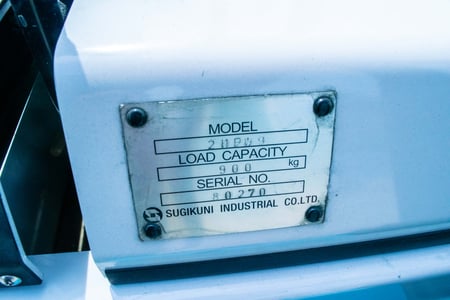 MODEL
LOAD CAPACITY
900 kg
SERIAL NO.
80270
SUGIKUNI INDUSTRIAL CO.LTD.